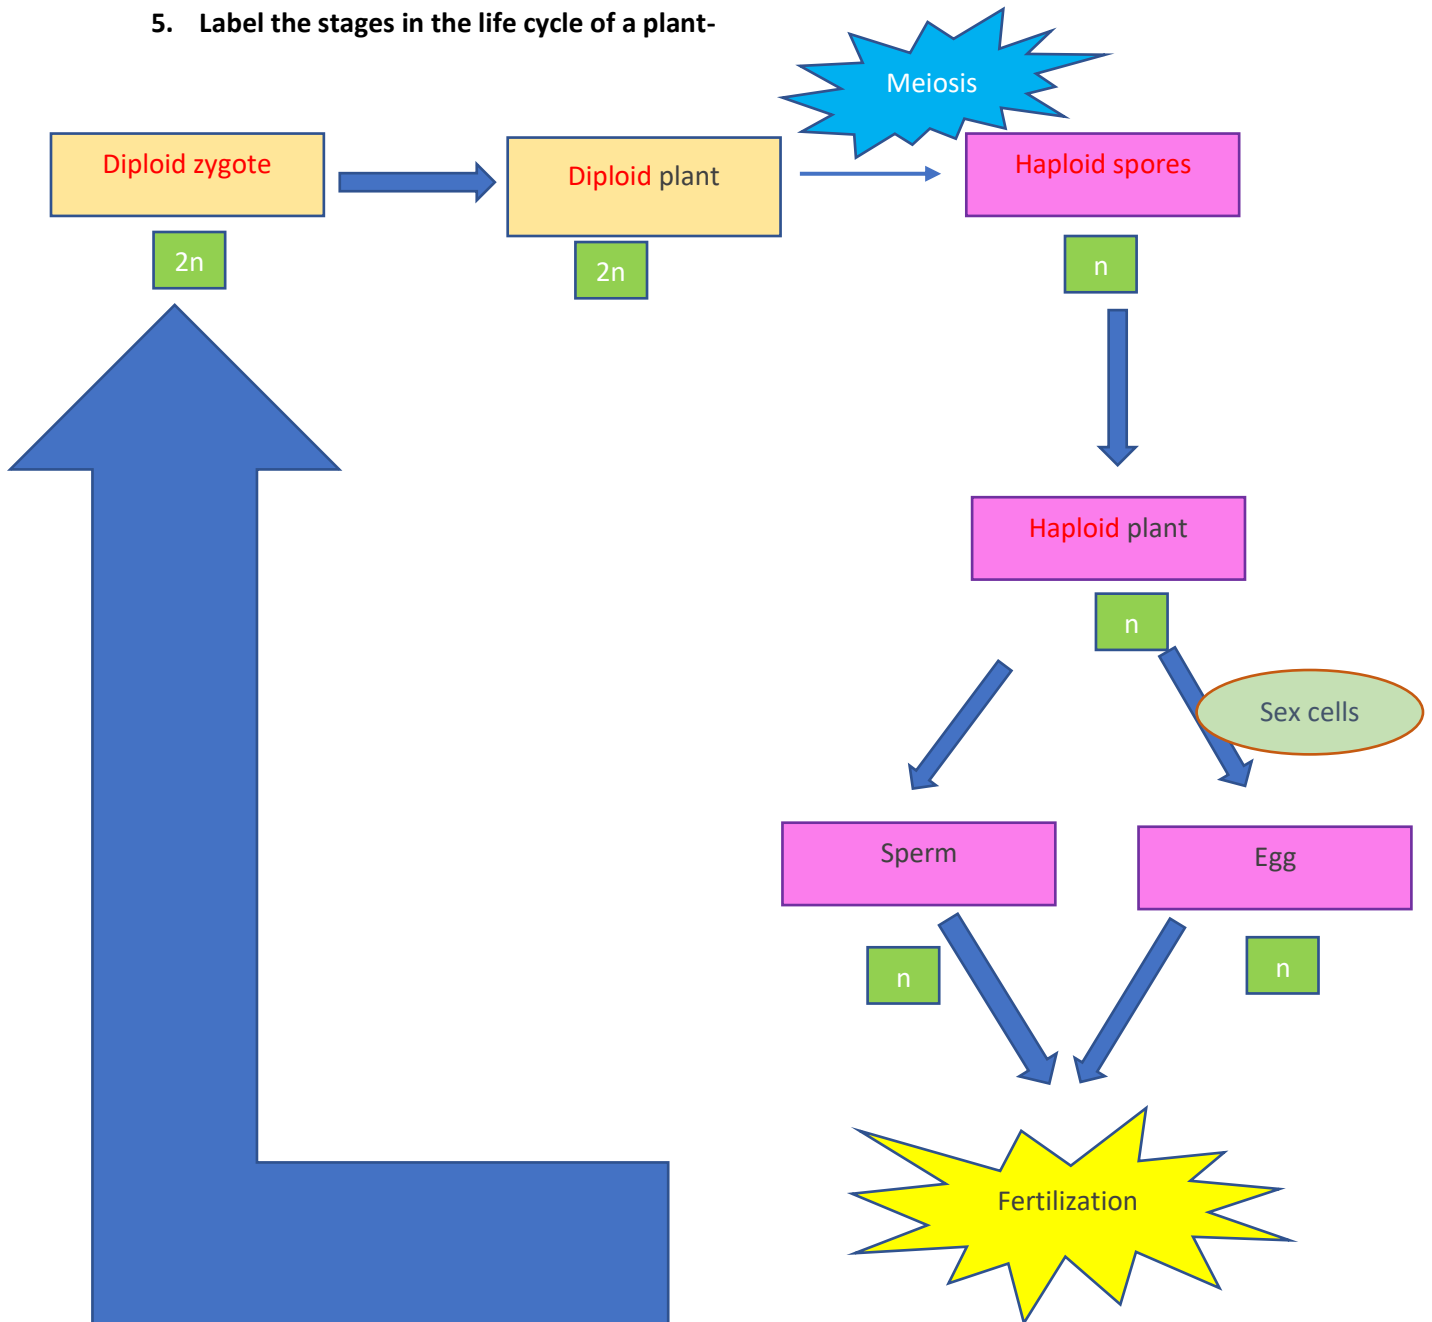 5. Label the stages in the life cycle of a plant-
Meiosis
Diploid zygote
Diploid plant
Haploid spores
2n
2n
n
Haploid plant
n
Sex cells
Sperm
Egg
n
n
Fertilization